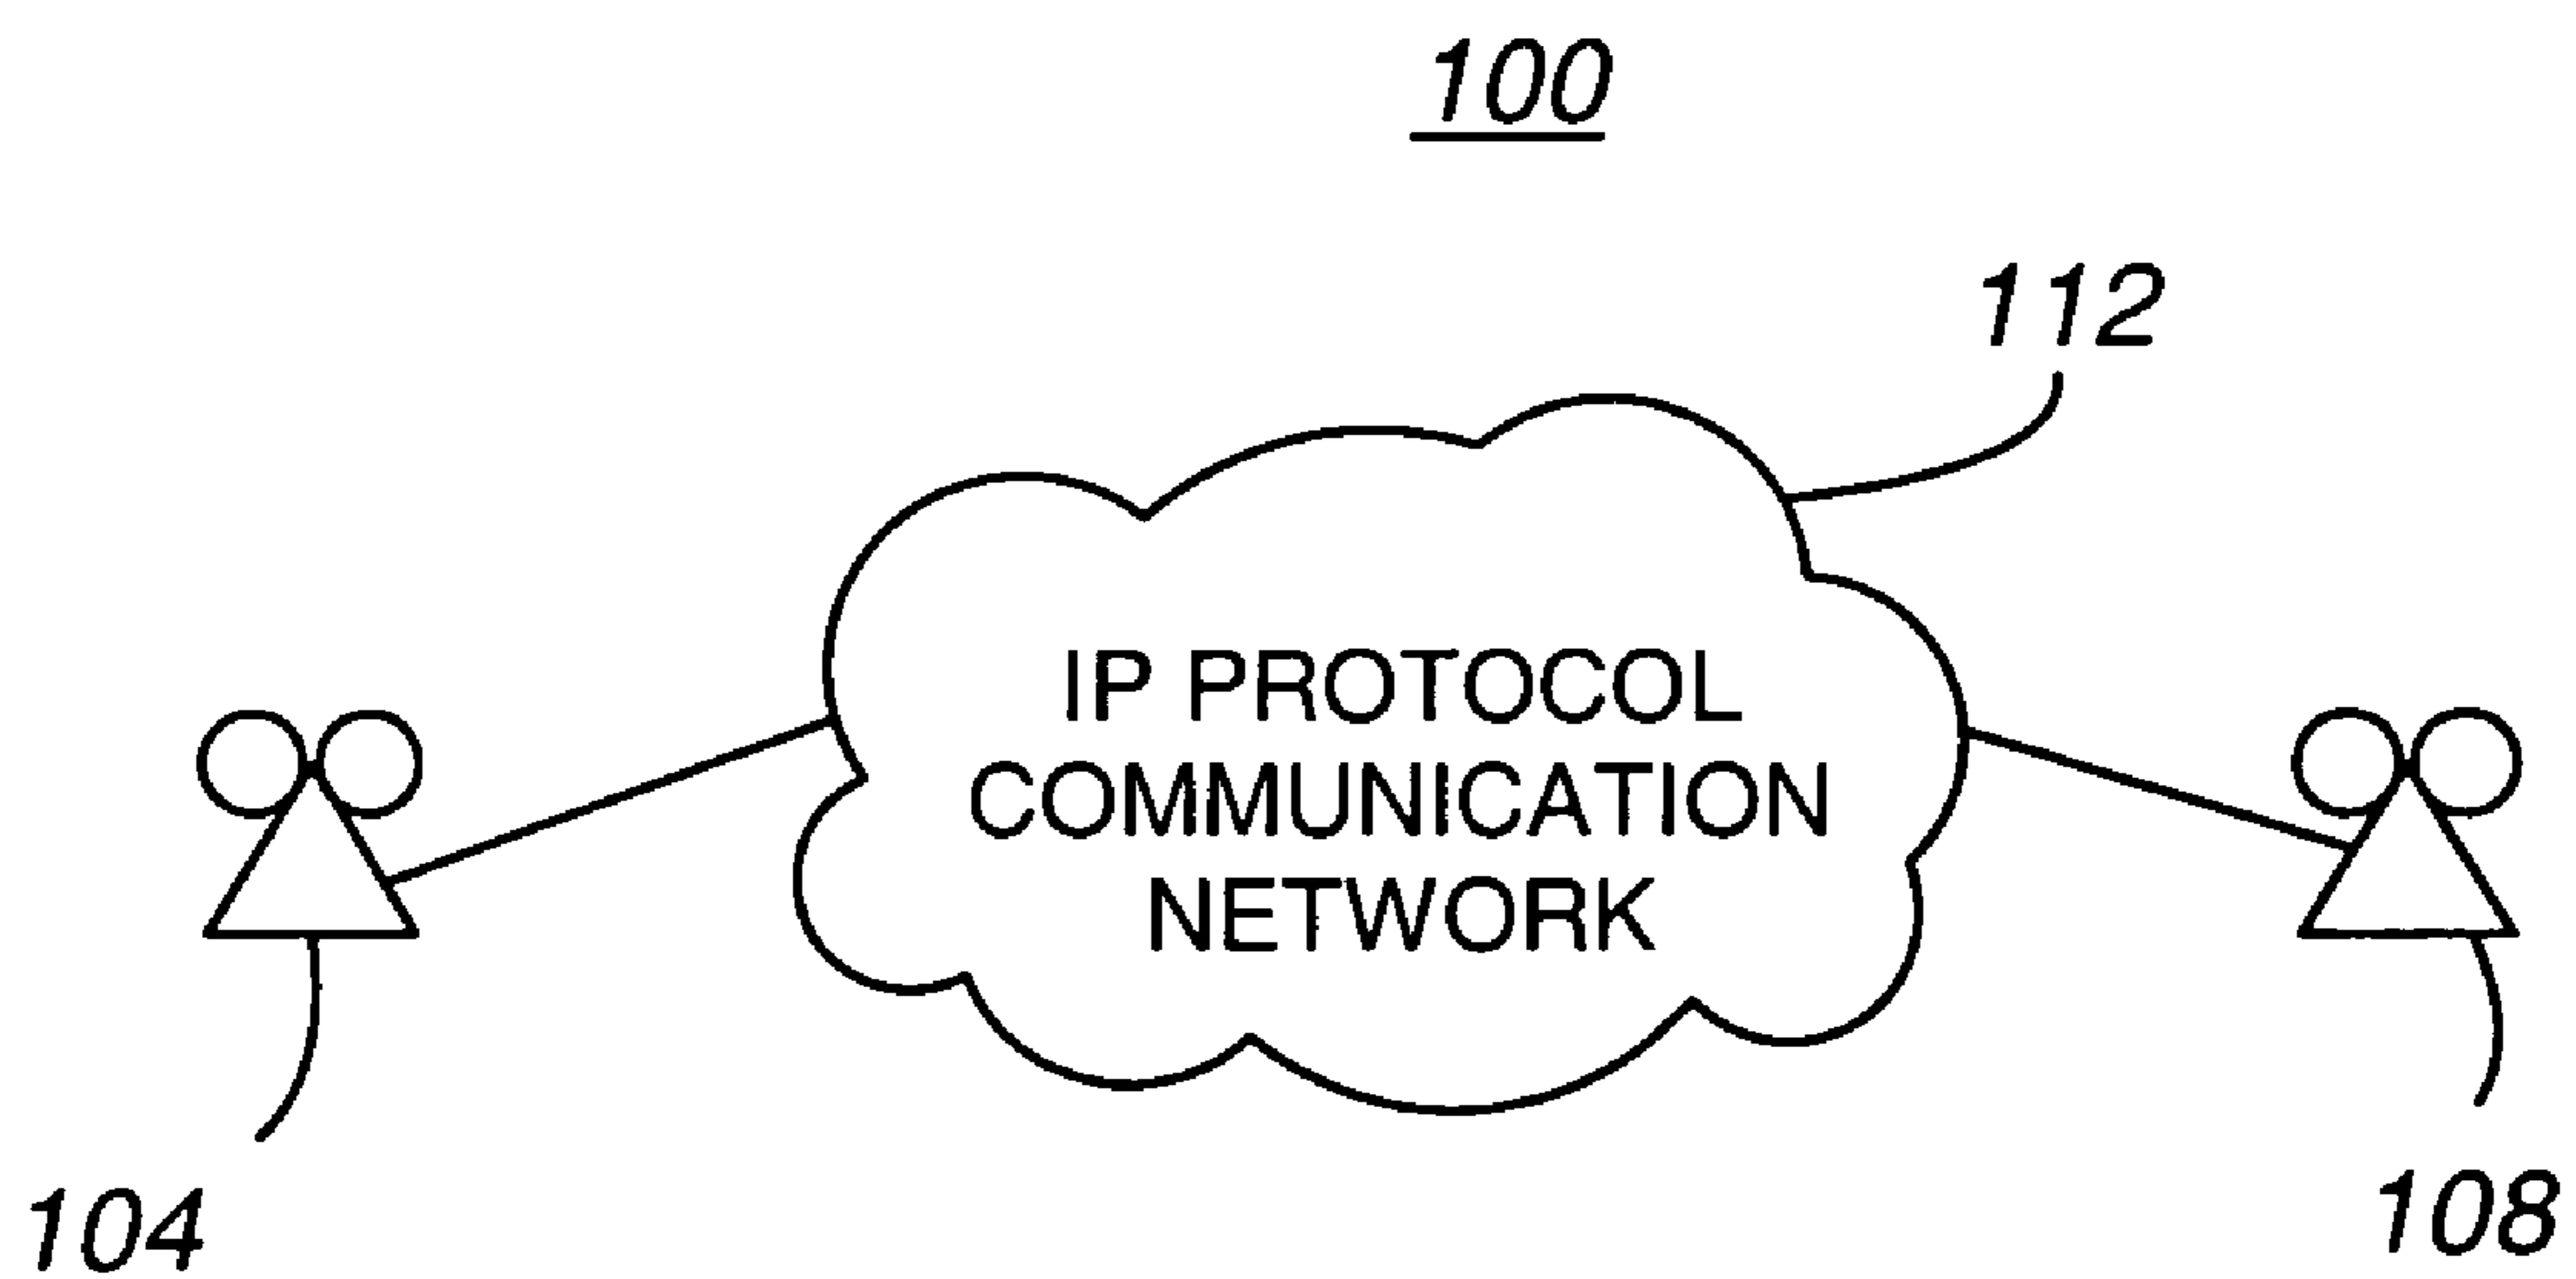 100
112
IP PROTOCOL
COMMUNICATION
NETWORK
104
108